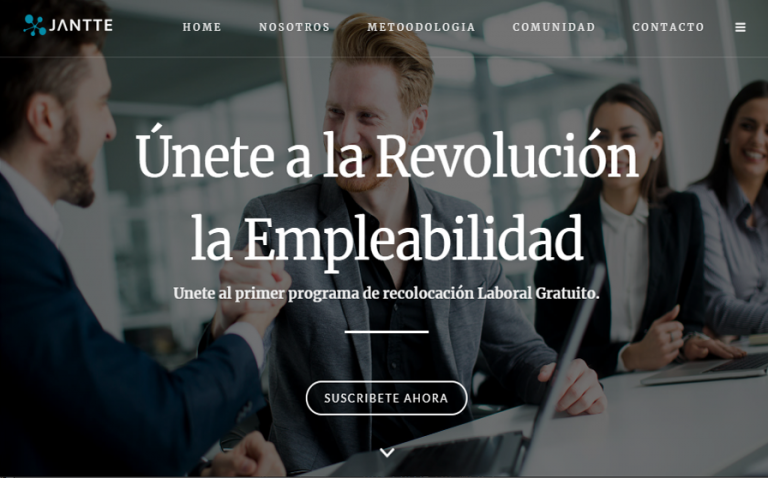 JANTTE
HOME NOSOTROS METOODOLOGIA COMUNIDAD CONTACTO
Únete a la Revolución
la Empleabilidad
Unete al primer programa de recolocación Laboral Gratuito.
SUSCRIBETE AHORA